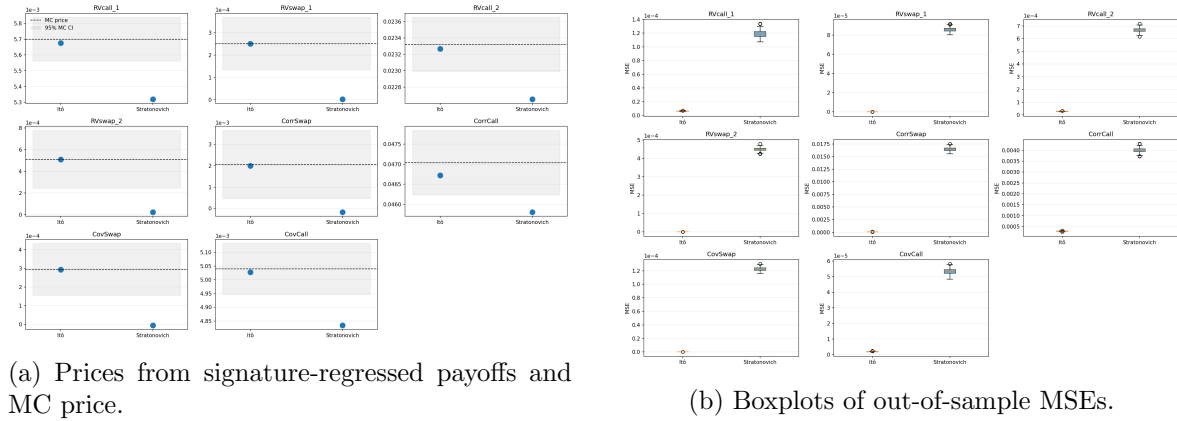 RVcall_1
RVswap_1
RVcall_2
1e-3
1e-4
MC price
95% MC CI
5.8
5.7
5.6
5.5
5.4
5.3
3
2
1
0
0.0236
0.0234
0.0232
0.0230
0.0228
Itô Stratonovich
Itô Stratonovich
Itô Stratonovich
RVswap_2
CorrSwap
CorrCall
1e-4
1e-3
8
6
4
2
0
3
2
1
0
0.0475
0.0470
0.0465
0.0460
Itô Stratonovich
Itô Stratonovich
Itô Stratonovich
CovSwap
CovCall
1e-4
1e-3
4
3
2
1
0
5.10
5.05
5.00
4.95
4.90
4.85
Itô Stratonovich
Itô Stratonovich
(a) Prices from signature-regressed payoffs and
MC price.
RVcall_1
RVswap_1
RVcall_2
1e-4
1e-5
1e-4
MSE
MSE
MSE
1.4
1.2
1.0
0.8
0.6
0.4
0.2
0.0
8
6
4
2
0
7
6
5
4
3
2
1
0
Itô Stratonovich
Itô Stratonovich
Itô Stratonovich
RVswap_2
CorrSwap
CorrCall
1e-4
MSE
MSE
MSE
5
4
3
2
1
0
0.0175
0.0150
0.0125
0.0100
0.0075
0.0050
0.0025
0.0000
0.0040
0.0035
0.0030
0.0025
0.0020
0.0015
0.0010
0.0005
Itô Stratonovich
Itô Stratonovich
Itô Stratonovich
CovSwap
CovCall
1e-4
1e-5
MSE
MSE
1.2
1.0
0.8
0.6
0.4
0.2
0.0
6
5
4
3
2
1
0
Itô Stratonovich
Itô Stratonovich
(b) Boxplots of out-of-sample MSEs.